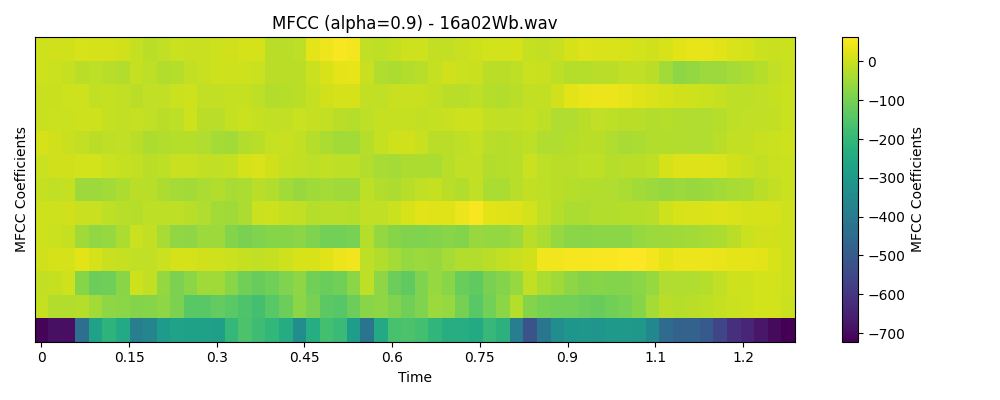 MFCC (alpha=0.9) - 16a02Wb.wav
MFCC Coefficients
0 0.15 0.3 0.45 0.6 0.75 0.9 1.1 1.2
Time
0
−100
−200
−300
−400
−500
−600
−700
MFCC Coefficients